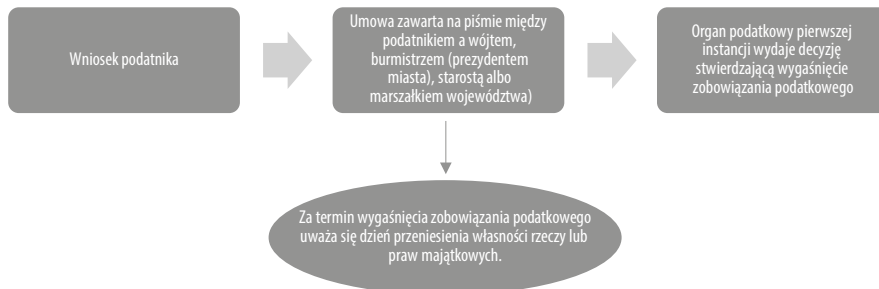 Wniosek podatnika
Umowa zawarta na piśmie między
podatnikiem a wójtem,
burmistrzem (prezydentem
miasta), starostą albo
marszałkiem województwa)
Organ podatkowy pierwszej
instancji wydaje decyzję
stwierdzającą wygaśnięcie
zobowiązania podatkowego
Za termin wygaśnięcia zobowiązania podatkowego
uważa się dzień przeniesienia własności rzeczy lub
praw majątkowych.